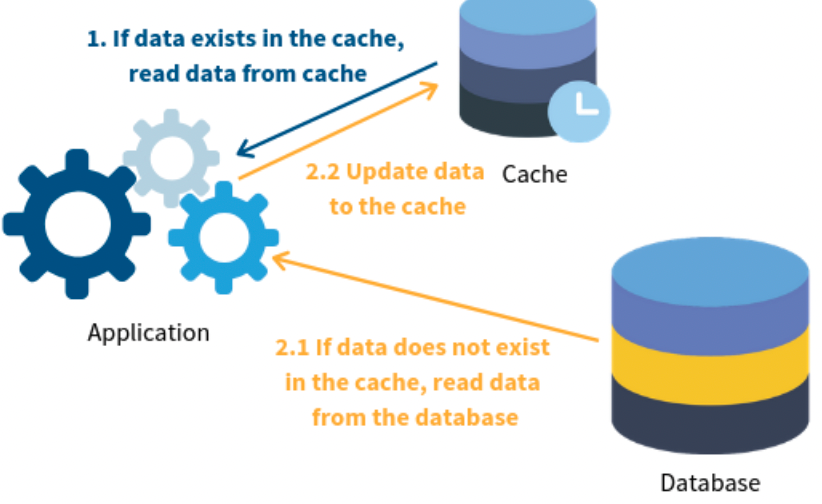 1. If data exists in the cache,
read data from cache
2.2 Update data
to the cache
Cache
Application
2.1 If data does not exist
in the cache, read data
from the database
Database